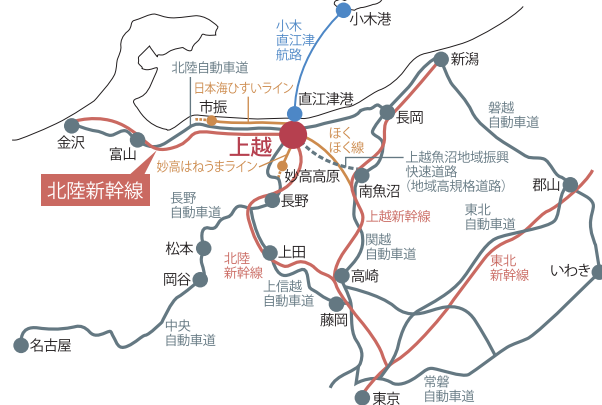 小木
直江津
航路
小木港
新潟
北陸自動車道
日本海ひすいライン
市振
直江津港
長岡
磐越
自動車道
金沢
富山
上越
ほく
ほく線
妙高はねうまライン
妙高高原
上越魚沼地域振興
快速道路
（地域高規格道路）
南魚沼
郡山
北陸新幹線
長野
自動車道
長野
上越新幹線
東北
自動車道
松本
上田
関越
自動車道
北陸
新幹線
東北
新幹線
いわき
岡谷
高崎
上信越
自動車道
藤岡
中央
自動車道
名古屋
常磐
自動車道
東京